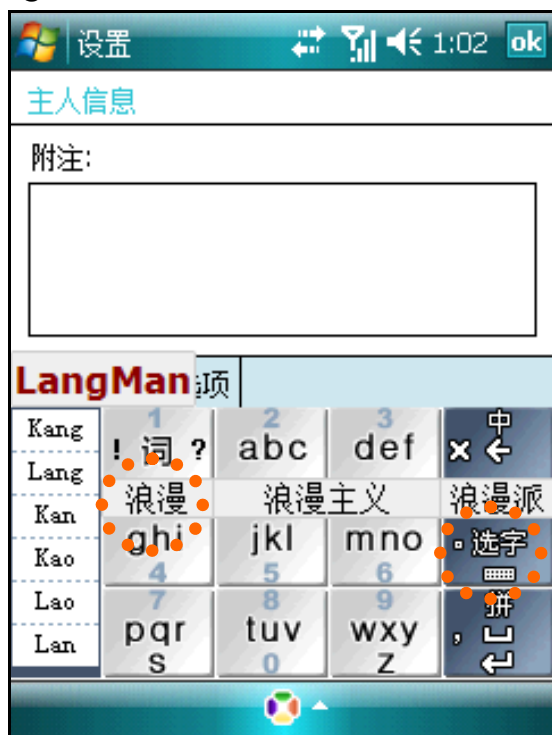 设置 1:02 ok
主人信息
附注:
LangMan 选项
Kang
Lang
Kan
Kao
Lao
Lan
1 ! 词 ?
2 abc
3 def
中 × ←
浪漫 浪漫主义 浪漫派
ghi 4
jkl 5
mno 6
。选字
7 pqrs
8 tuv 0
9 wxyz
, 拼